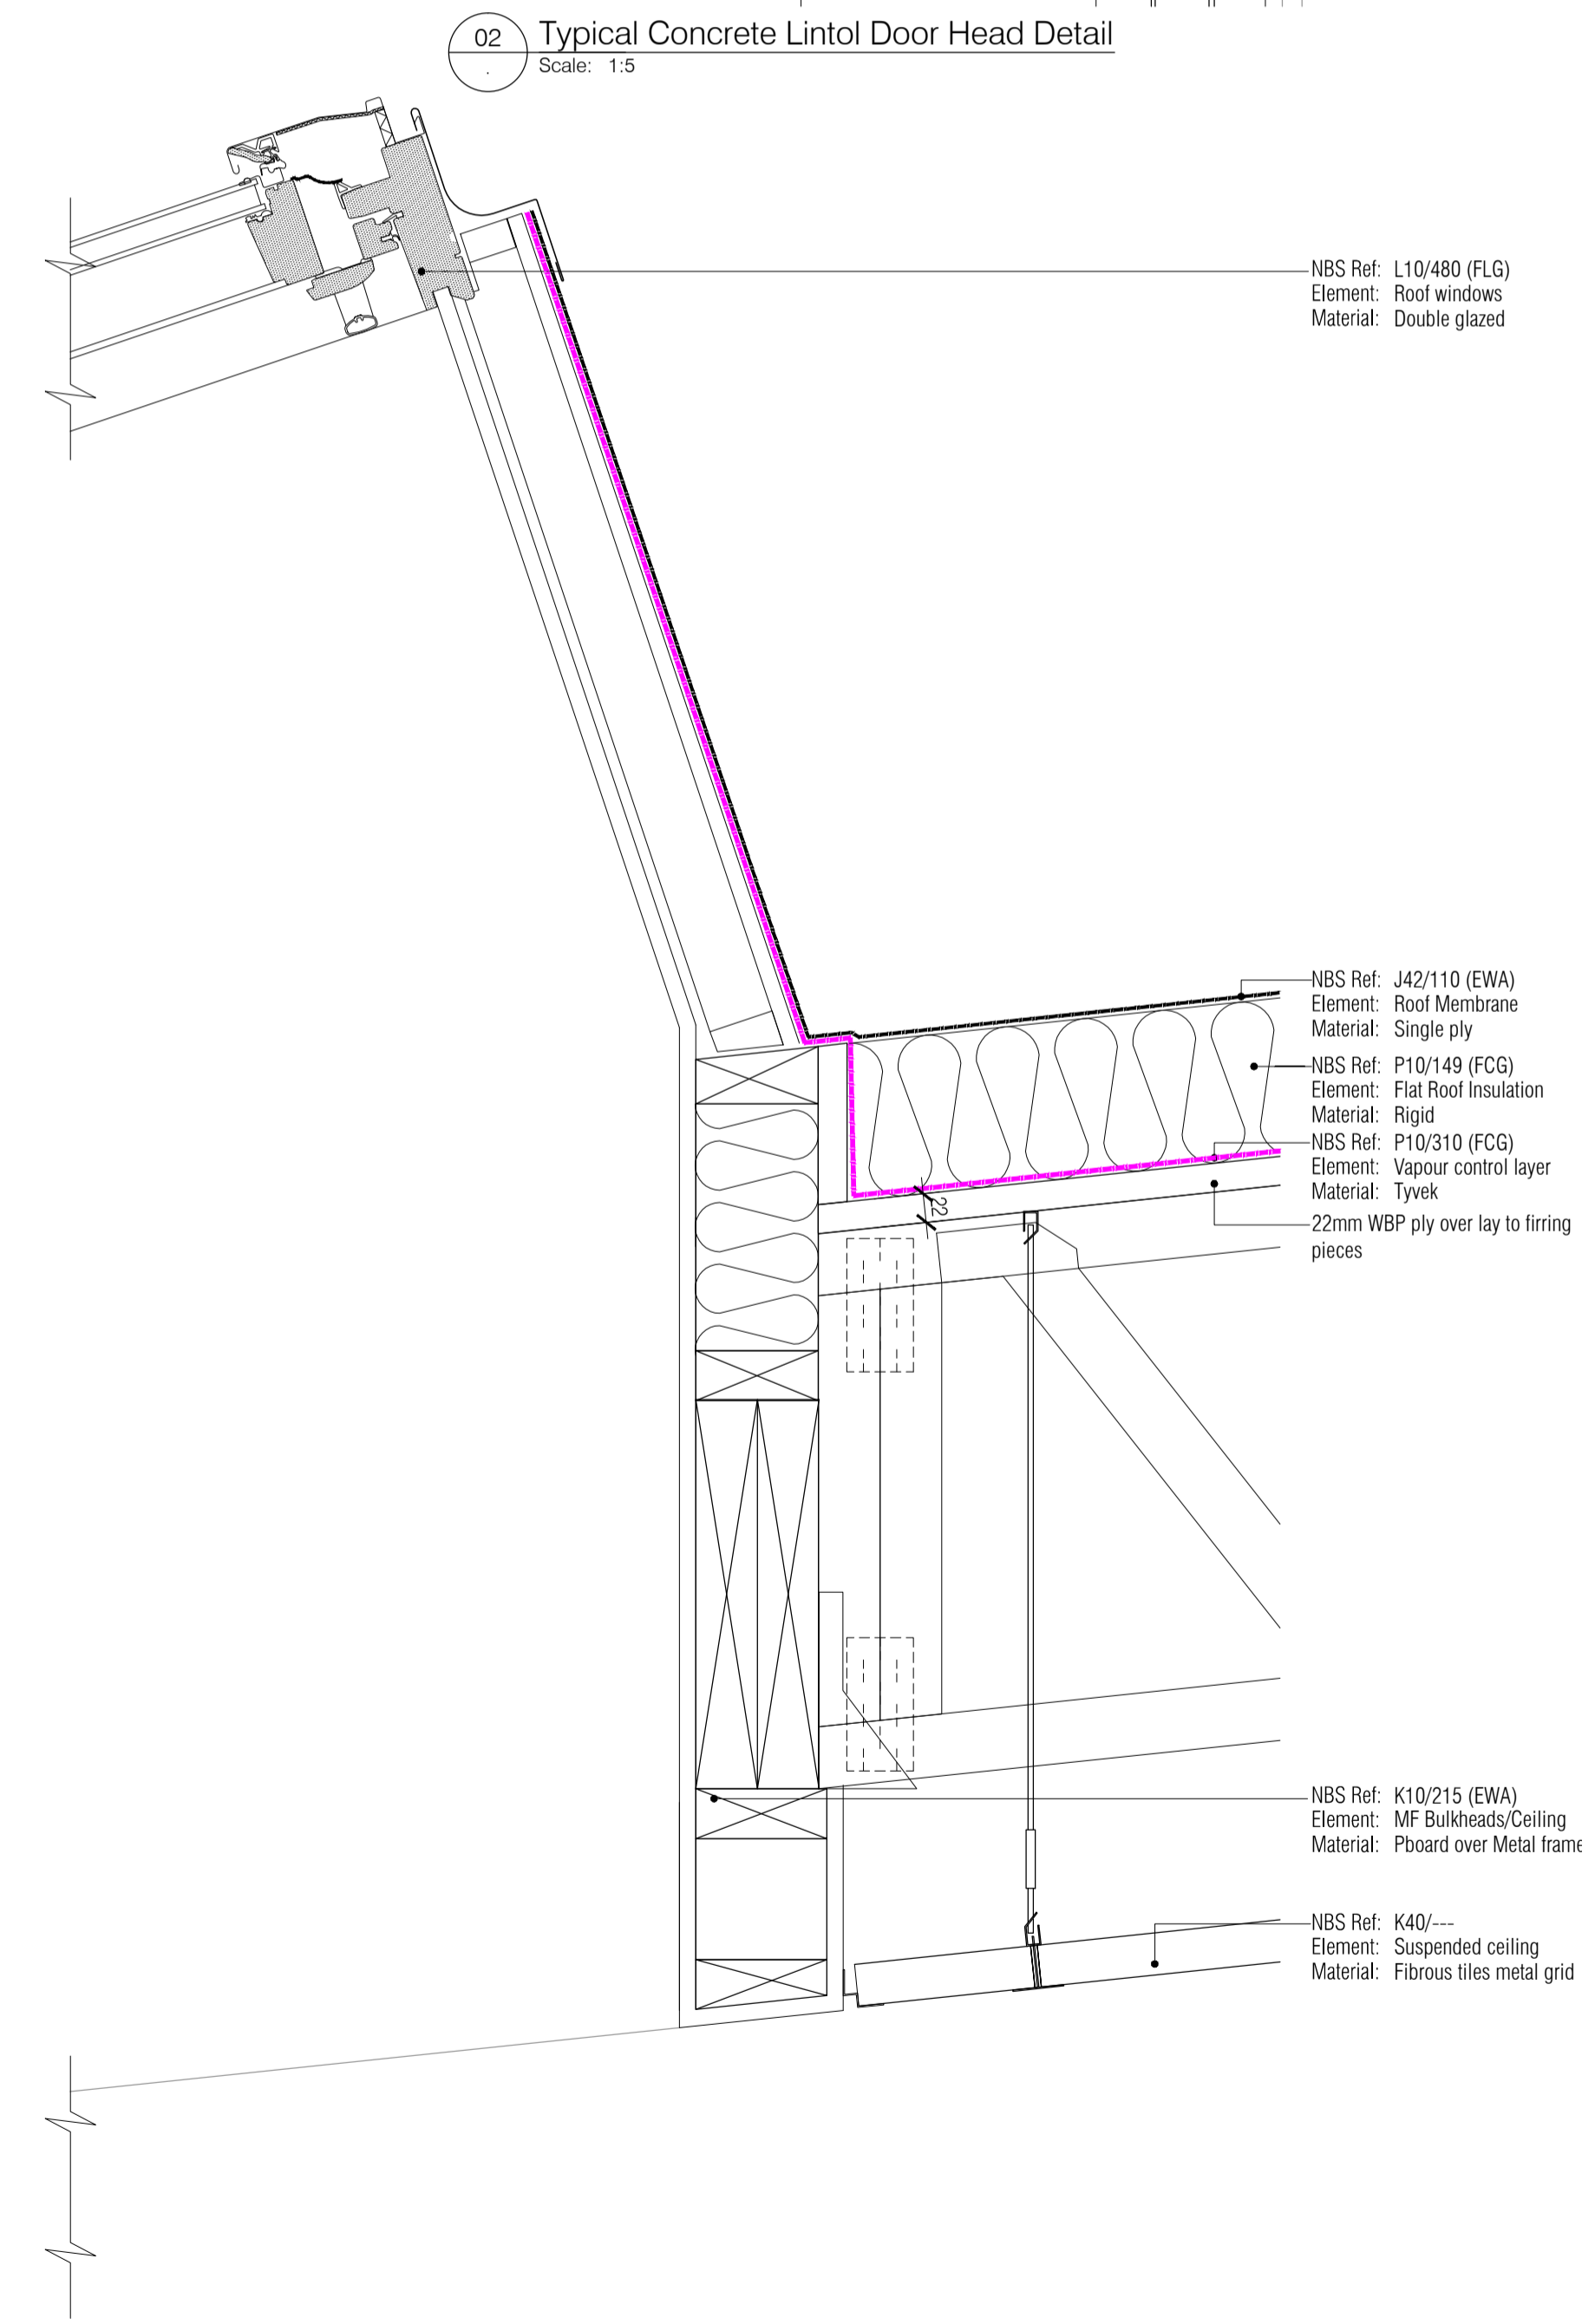 02
Typical Concrete Lintol Door Head Detail
.
Scale: 1:5
NBS Ref: L10/480 (FLG)
Element: Roof windows
Material: Double glazed
NBS Ref: J42/110 (EWA)
Element: Roof Membrane
Material: Single ply
NBS Ref: P10/149 (FCG)
Element: Flat Roof Insulation
Material: Rigid
NBS Ref: P10/310 (FCG)
Element: Vapour control layer
Material: Tyvek
22
22mm WBP ply over lay to firring
pieces
NBS Ref: K10/215 (EWA)
Element: MF Bulkheads/Ceiling
Material: Pboard over Metal frame
NBS Ref: K40/---
Element: Suspended ceiling
Material: Fibrous tiles metal grid